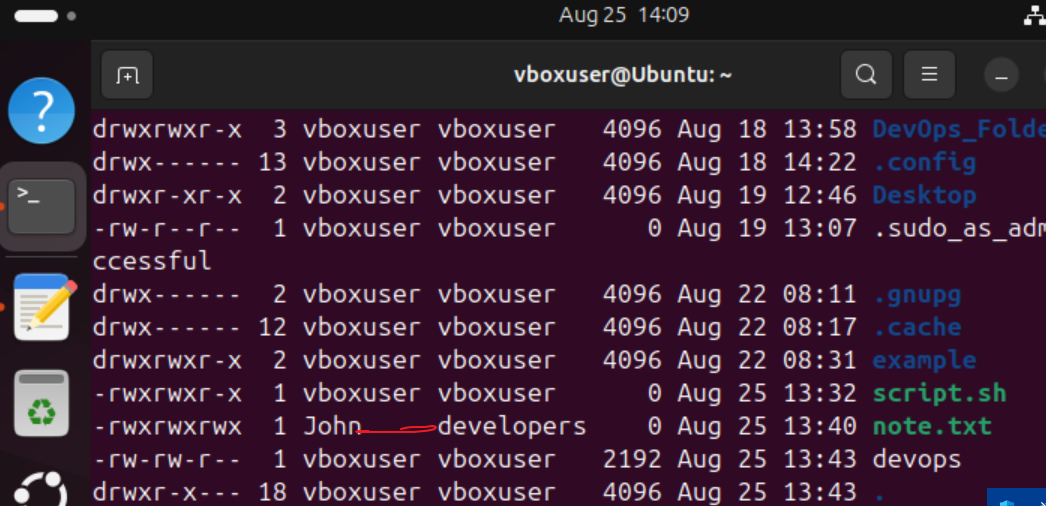 Aug 25 14:09
vboxuser@Ubuntu: ~
drwxrwxr-x 3 vboxuser vboxuser 4096 Aug 18 13:58 DevOps_Folde
drwx------ 13 vboxuser vboxuser 4096 Aug 18 14:22 .config
drwxr-xr-x 2 vboxuser vboxuser 4096 Aug 19 12:46 Desktop
-rw-r--r-- 1 vboxuser vboxuser 0 Aug 19 13:07 .sudo_as_adm
ccessful
drwx------ 2 vboxuser vboxuser 4096 Aug 22 08:11 .gnupg
drwx------ 12 vboxuser vboxuser 4096 Aug 22 08:17 .cache
drwxrwxr-x 2 vboxuser vboxuser 4096 Aug 22 08:31 example
-rwxrwxr-x 1 vboxuser vboxuser 0 Aug 25 13:32 script.sh
-rwxrwxrwx 1 John developers 0 Aug 25 13:40 note.txt
-rw-rw-r-- 1 vboxuser vboxuser 2192 Aug 25 13:43 devops
drwxr-x--- 18 vboxuser vboxuser 4096 Aug 25 13:43 .